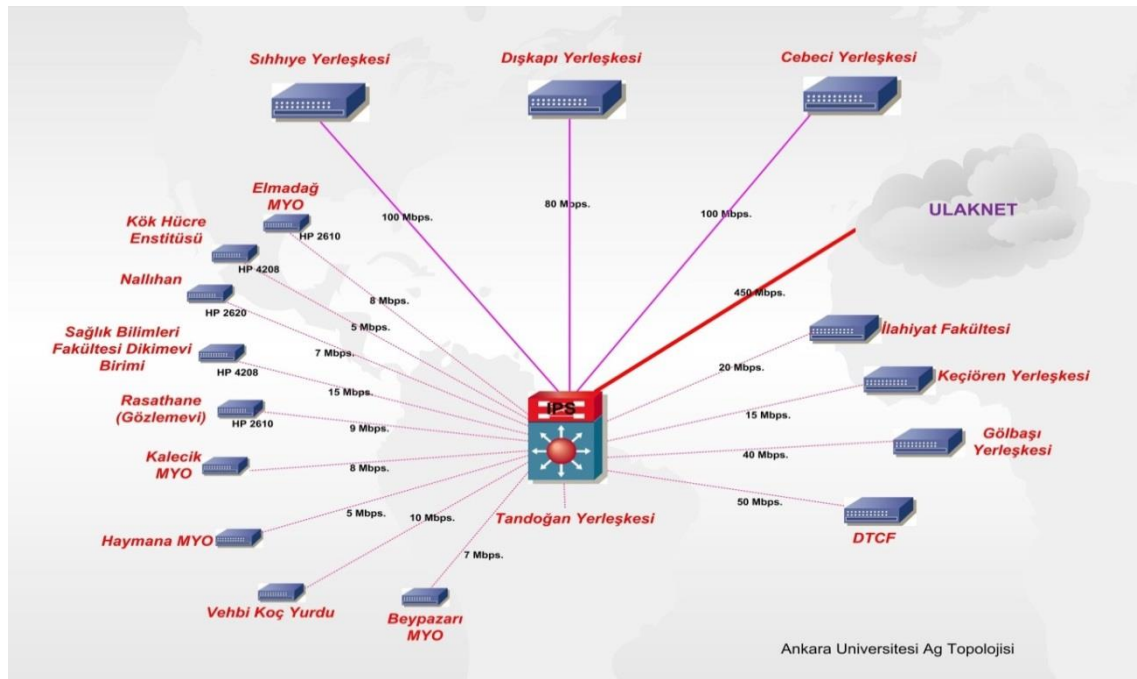 Sıhhıye Yerleşkesi
Dışkapı Yerleşkesi
Cebeci Yerleşkesi
ULAKNET
Elmadağ
MYO
HP 2610
100 Mbps.
80 Mbps.
100 Mbps.
450Mbps.
Kök Hücre
Enstitüsü
HP 4208
8 Mbps.
Nallıhan
HP 2620
5 Mbps.
Sağlık Bilimleri
Fakültesi Dikimevi
Birimi
HP 4208
7 Mbps.
15 Mbps.
Rasathane
(Gözlemevi)
HP 2610
9 Mbps.
Kalecik
MYO
8 Mbps.
Haymana MYO
5 Mbps.
Vehbi Koç Yurdu
10 Mbps.
Beypazarı
MYO
7 Mbps.
IPS
Tandoğan Yerleşkesi
İlahiyat Fakültesi
20 Mbps.
Keçiören Yerleşkesi
15 Mbps.
Gölbaşı
Yerleşkesi
40 Mbps.
DTCF
50 Mbps.
Ankara Universitesi Ag Topolojisi